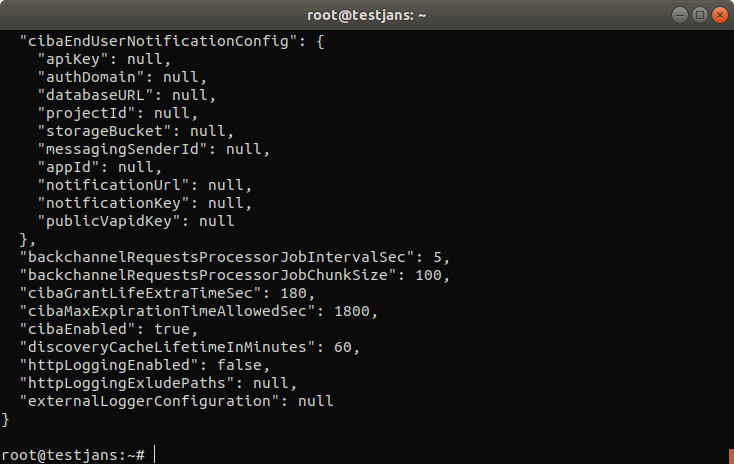 root@testjans: ~
"cibaEndUserNotificationConfig": {
"apiKey": null,
"authDomain": null,
"databaseURL": null,
"projectId": null,
"storageBucket": null,
"messagingSenderId": null,
"appId": null,
"notificationUrl": null,
"notificationKey": null,
"publicVapidKey": null
},
"backchannelRequestsProcessorJobIntervalSec": 5,
"backchannelRequestsProcessorJobChunkSize": 100,
"cibaGrantLifeExtraTimeSec": 180,
"cibaMaxExpirationTimeAllowedSec": 1800,
"cibaEnabled": true,
"discoveryCacheLifetimeInMinutes": 60,
"httpLoggingEnabled": false,
"httpLoggingExludePaths": null,
"externalLoggerConfiguration": null
}
root@testjans:~#